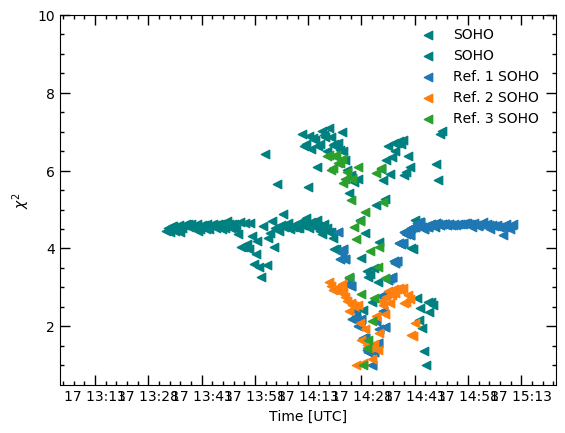 10
8
6
4
2
χ²
SOHO
SOHO
Ref. 1 SOHO
Ref. 2 SOHO
Ref. 3 SOHO
17 13:13 17 13:28 17 13:43 17 13:58 17 14:13 17 14:28 17 14:43 17 14:58 17 15:13
Time [UTC]